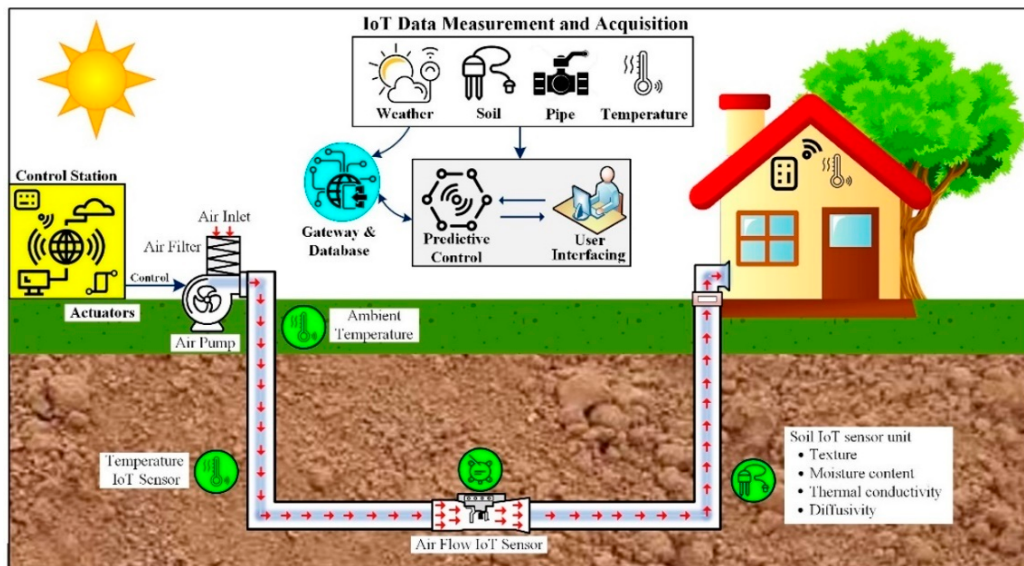 IoT Data Measurement and Acquisition
Weather
Soil
Pipe
Temperature
Control Station
Air Inlet
Air Filter
Gateway &
Database
Predictive
Control
User
Interfacing
Control
Actuators
Air Pump
Ambient
Temperature
Temperature
IoT Sensor
Air Flow IoT Sensor
Soil IoT sensor unit
• Texture
• Moisture content
• Thermal conductivity
• Diffusivity